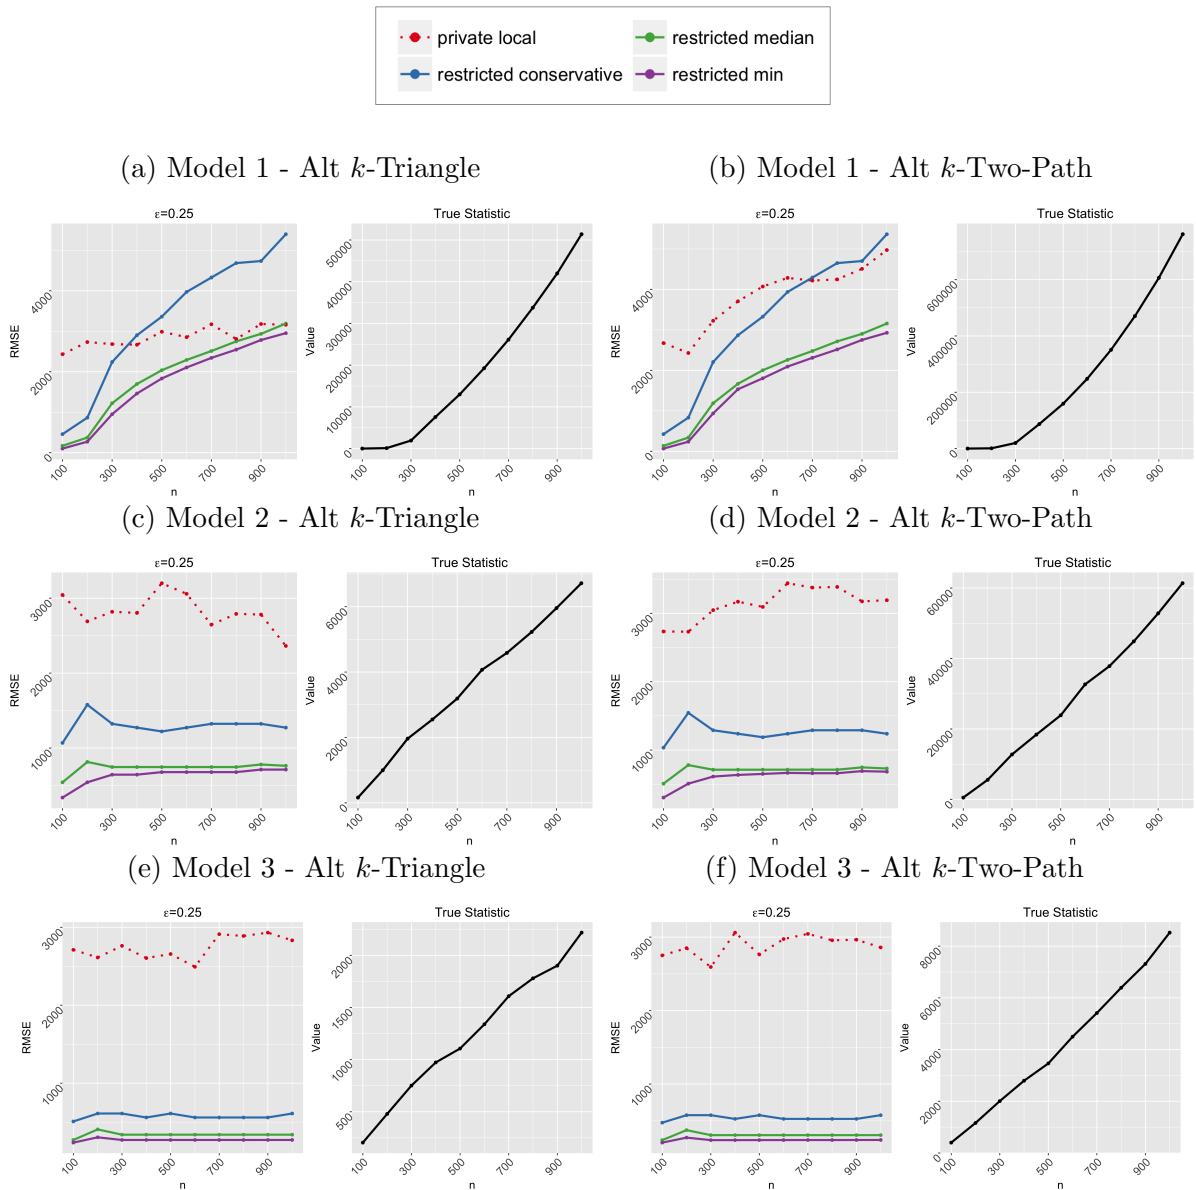 private local
restricted median
restricted conservative
restricted min
(a) Model 1 - Alt k-Triangle
(b) Model 1 - Alt k-Two-Path
ε=0.25
True Statistic
ε=0.25
True Statistic
RMSE
0
2000
4000
100
300
500
700
900
n
Value
0
10000
20000
30000
40000
50000
100
300
500
700
900
n
RMSE
0
2000
4000
100
300
500
700
900
n
Value
0
200000
400000
600000
100
300
500
700
900
n
(c) Model 2 - Alt k-Triangle
(d) Model 2 - Alt k-Two-Path
ε=0.25
True Statistic
ε=0.25
True Statistic
RMSE
1000
2000
3000
100
300
500
700
900
n
Value
0
2000
4000
6000
100
300
500
700
900
n
RMSE
1000
2000
3000
100
300
500
700
900
n
Value
0
20000
40000
60000
100
300
500
700
900
n
(e) Model 3 - Alt k-Triangle
(f) Model 3 - Alt k-Two-Path
ε=0.25
True Statistic
ε=0.25
True Statistic
RMSE
1000
2000
3000
100
300
500
700
900
n
Value
500
1000
1500
2000
100
300
500
700
900
n
RMSE
1000
2000
3000
100
300
500
700
900
n
Value
0
2000
4000
6000
8000
100
300
500
700
900
n